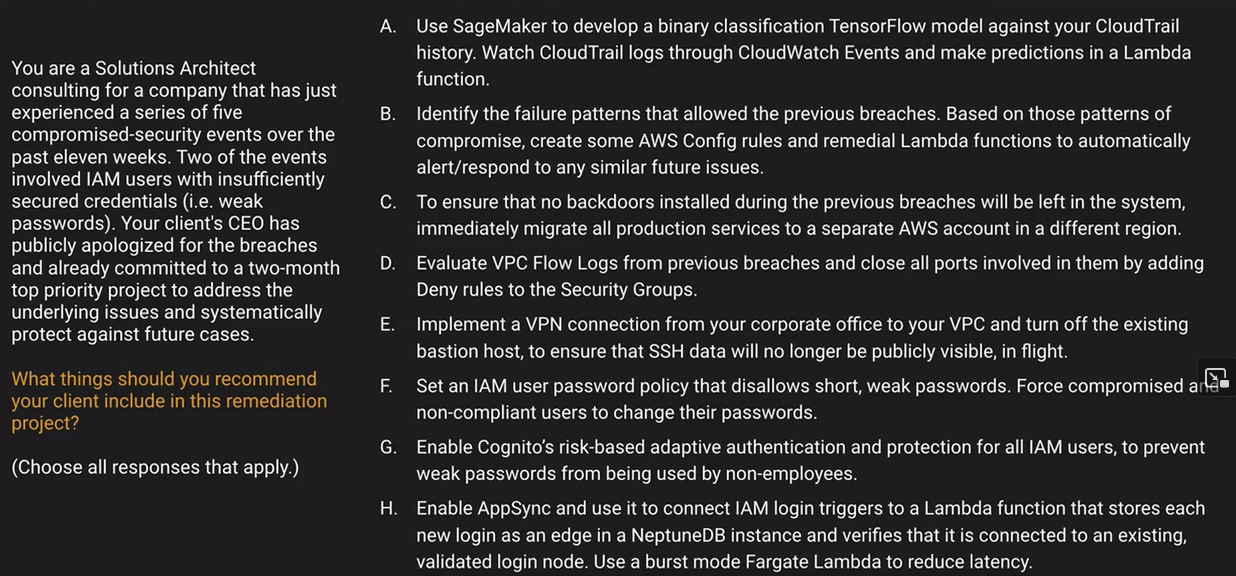 You are a Solutions Architect
consulting for a company that has just
experienced a series of five
compromised-security events over the
past eleven weeks. Two of the events
involved IAM users with insufficiently
secured credentials (i.e. weak
passwords). Your client's CEO has
publicly apologized for the breaches
and already committed to a two-month
top priority project to address the
underlying issues and systematically
protect against future cases.
What things should you recommend
your client include in this remediation
project?
(Choose all responses that apply.)
A. Use SageMaker to develop a binary classification TensorFlow model against your CloudTrail
history. Watch CloudTrail logs through CloudWatch Events and make predictions in a Lambda
function.
B. Identify the failure patterns that allowed the previous breaches. Based on those patterns of
compromise, create some AWS Config rules and remedial Lambda functions to automatically
alert/respond to any similar future issues.
C. To ensure that no backdoors installed during the previous breaches will be left in the system,
immediately migrate all production services to a separate AWS account in a different region.
D. Evaluate VPC Flow Logs from previous breaches and close all ports involved in them by adding
Deny rules to the Security Groups.
E. Implement a VPN connection from your corporate office to your VPC and turn off the existing
bastion host, to ensure that SSH data will no longer be publicly visible, in flight.
F. Set an IAM user password policy that disallows short, weak passwords. Force compromised and
non-compliant users to change their passwords.
G. Enable Cognito's risk-based adaptive authentication and protection for all IAM users, to prevent
weak passwords from being used by non-employees.
H. Enable AppSync and use it to connect IAM login triggers to a Lambda function that stores each
new login as an edge in a NeptuneDB instance and verifies that it is connected to an existing,
validated login node. Use a burst mode Fargate Lambda to reduce latency.